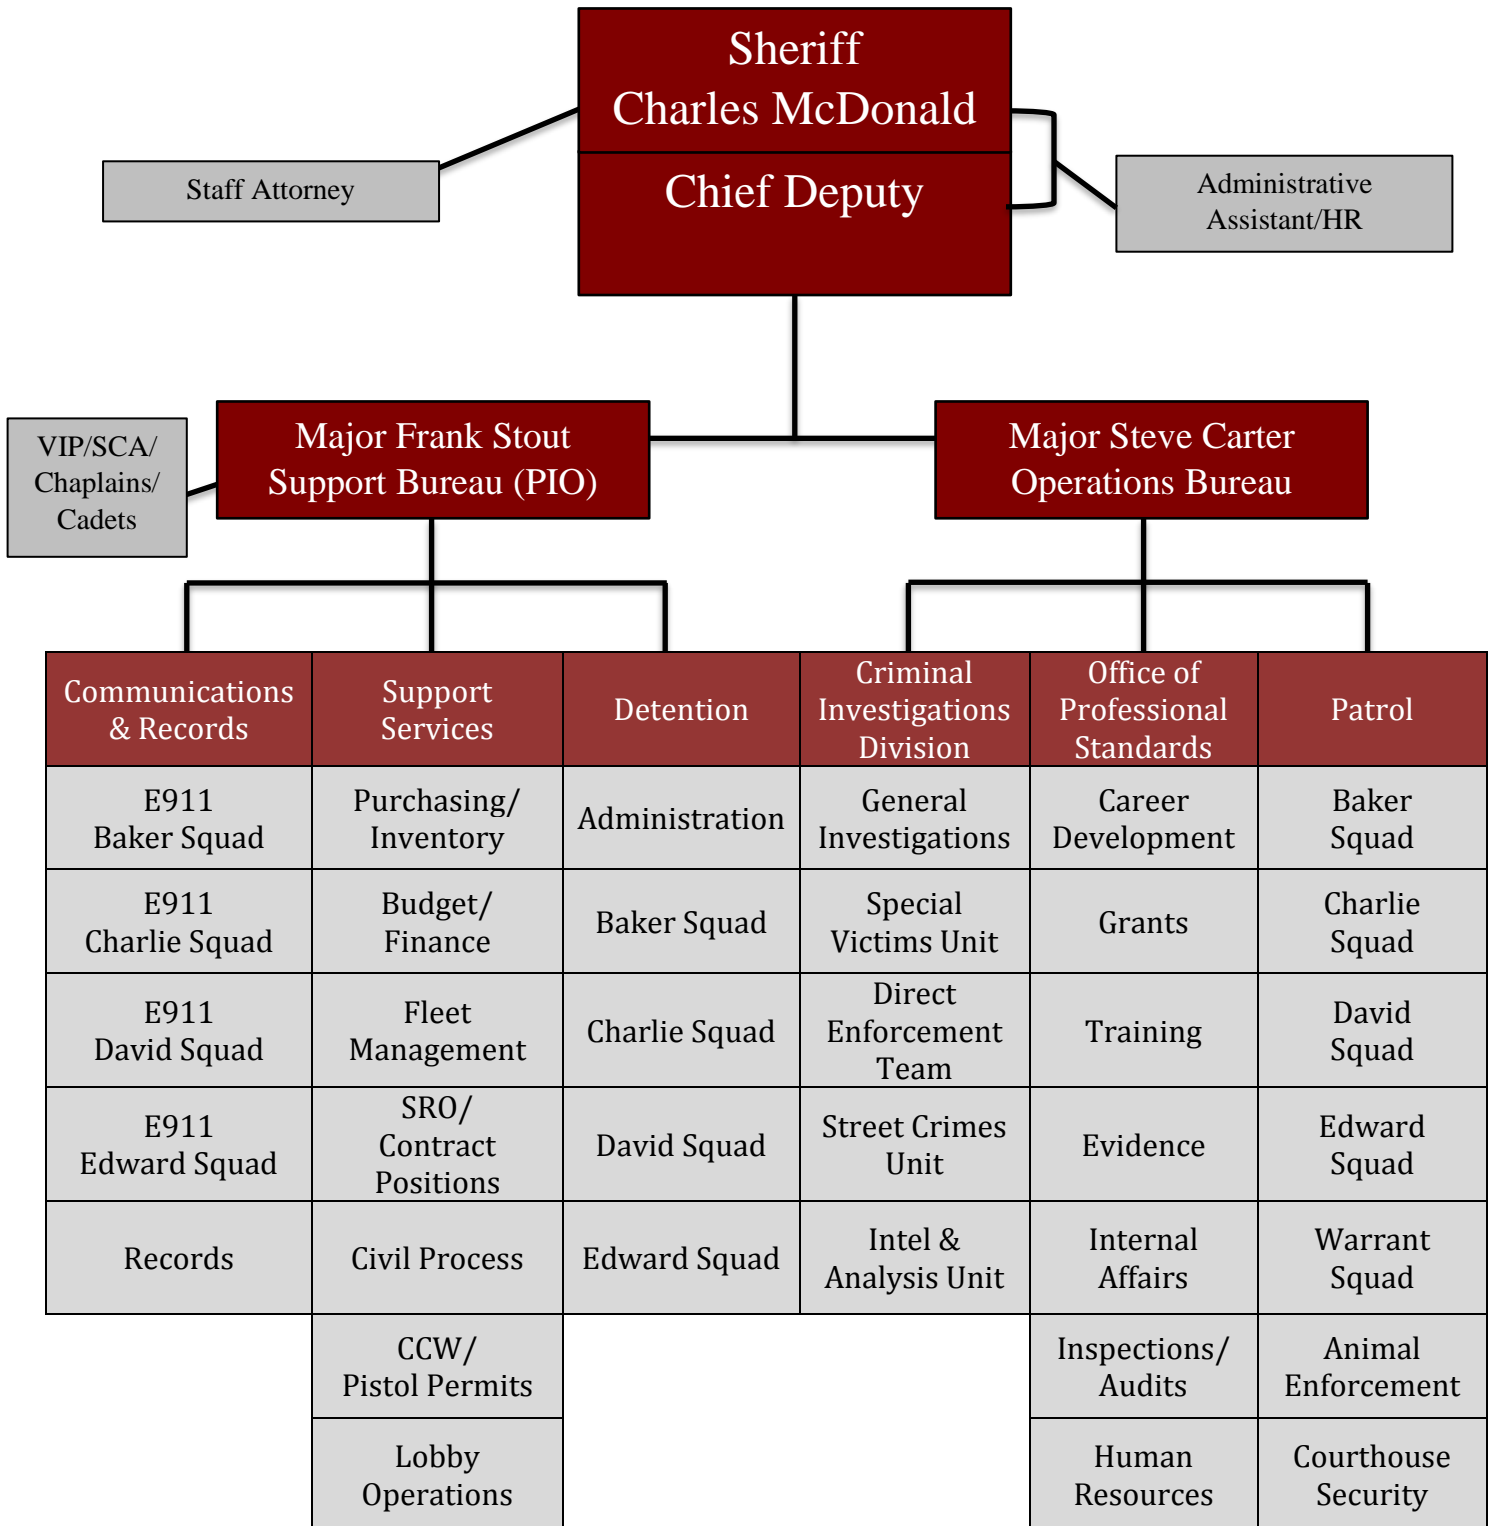 Sheriff
Charles McDonald
Chief Deputy
Staff Attorney
Administrative
Assistant/HR
VIP/SCA/
Chaplains/
Cadets
Major Frank Stout
Support Bureau (PIO)
Major Steve Carter
Operations Bureau
Communications
& Records
Support
Services
Detention
Criminal
Investigations
Division
Office of
Professional
Standards
Patrol
E911
Baker Squad
Purchasing/
Inventory
Administration
General
Investigations
Career
Development
Baker
Squad
E911
Charlie Squad
Budget/
Finance
Baker Squad
Special
Victims Unit
Grants
Charlie
Squad
E911
David Squad
Fleet
Management
Charlie Squad
Direct
Enforcement
Team
Training
David
Squad
E911
Edward Squad
SRO/
Contract
Positions
David Squad
Street Crimes
Unit
Evidence
Edward
Squad
Records
Civil Process
Edward Squad
Intel &
Analysis Unit
Internal
Affairs
Warrant
Squad
CCW/
Pistol Permits
Inspections/
Audits
Animal
Enforcement
Lobby
Operations
Human
Resources
Courthouse
Security